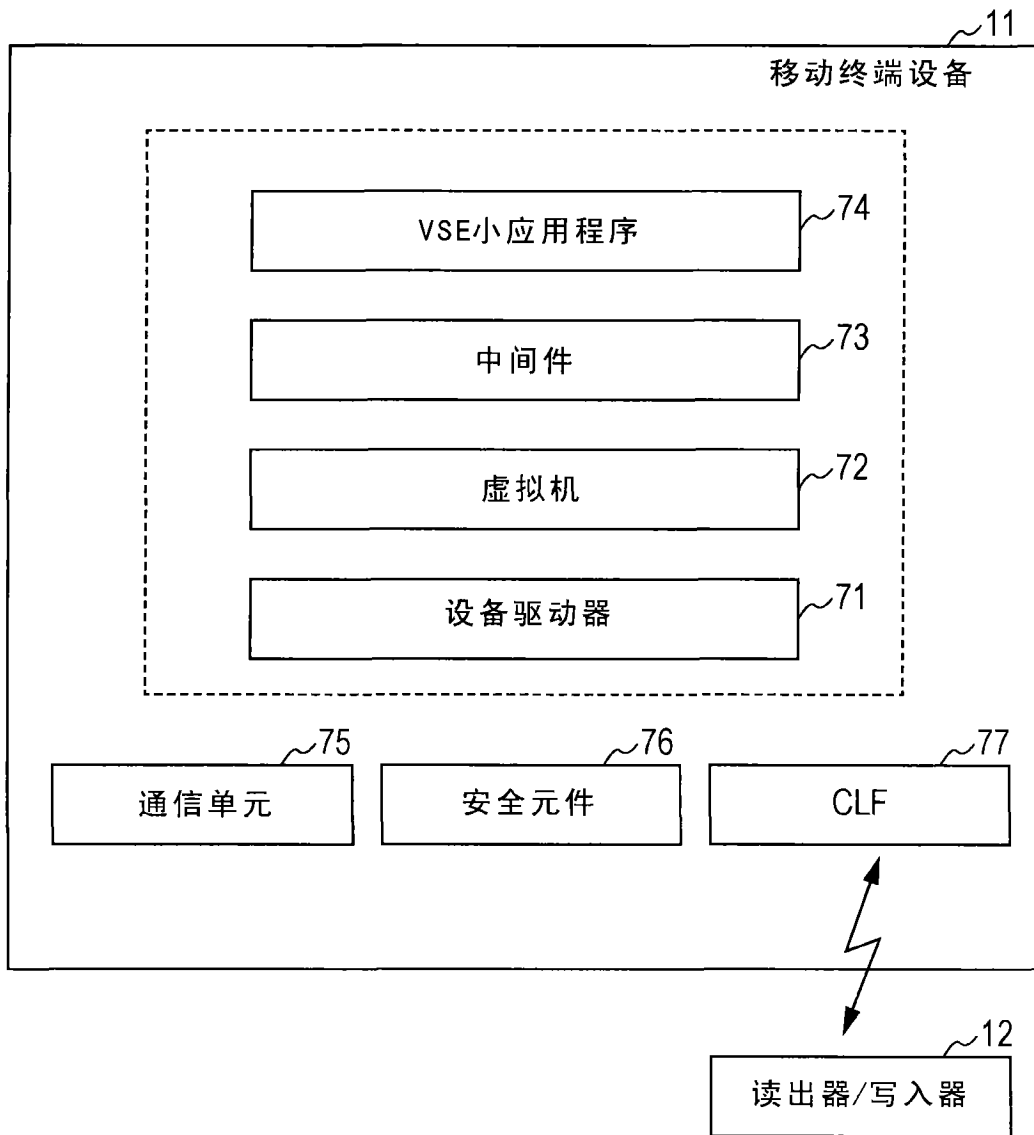 11
移动终端设备
VSE小应用程序
74
中间件
73
虚拟机
72
设备驱动器
71
通信单元
75
安全元件
76
CLF
77
读出器/写入器
12